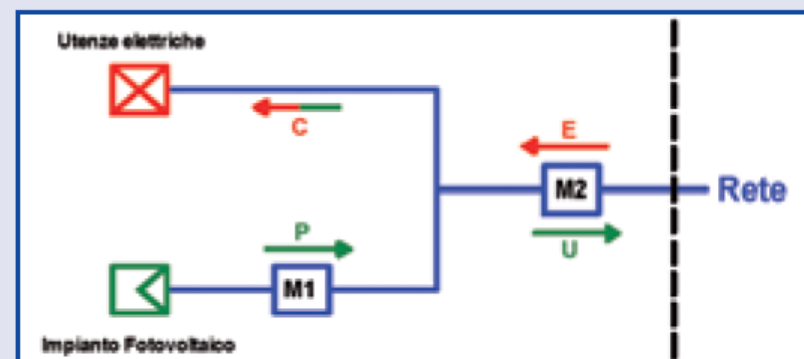 Utenze elettriche
C
E
M2
Rete
P
U
M1
Impianto Fotovoltaico